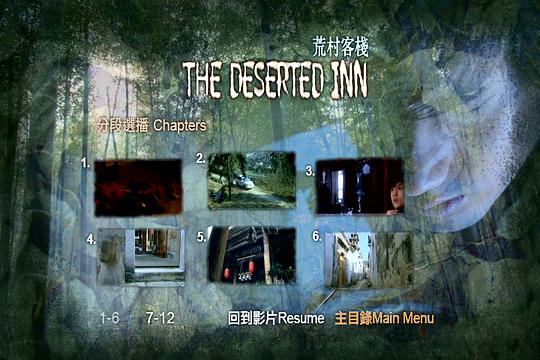 荒村客棧
THE DESERTED INN
分段選播 Chapters
1. 2. 3.
4. 5. 6.
1-6 7-12 回到影片Resume 主目錄Main Menu